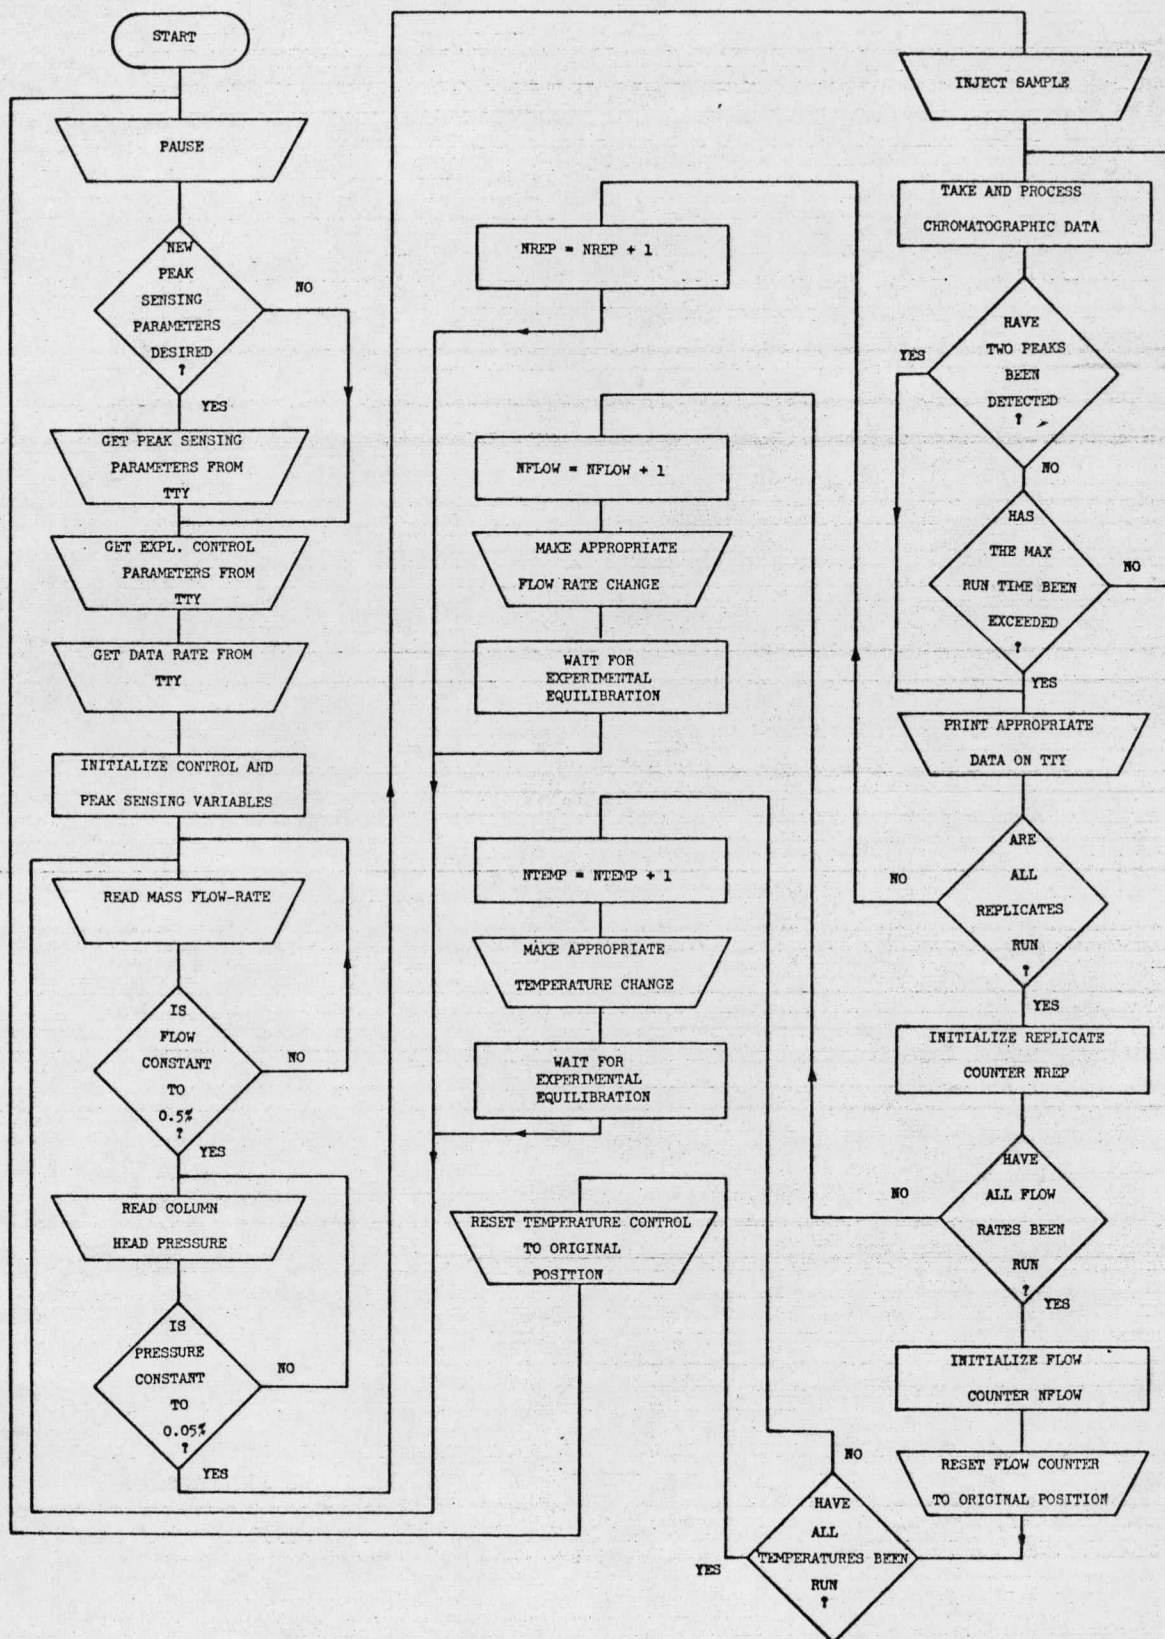 START
PAUSE
NEW
PEAK
SENSING
PARAMETERS
DESIRED
?
NO
YES
GET PEAK SENSING
PARAMETERS FROM
TTY
GET EXPL. CONTROL
PARAMETERS FROM
TTY
GET DATA RATE FROM
TTY
INITIALIZE CONTROL AND
PEAK SENSING VARIABLES
READ MASS FLOW-RATE
IS
FLOW
CONSTANT
TO
0.5%
?
NO
YES
READ COLUMN
HEAD PRESSURE
IS
PRESSURE
CONSTANT
TO
0.05%
?
NO
YES
NREP = NREP + 1
NFLOW = NFLOW + 1
MAKE APPROPRIATE
FLOW RATE CHANGE
WAIT FOR
EXPERIMENTAL
EQUILIBRATION
NTEMP = NTEMP + 1
MAKE APPROPRIATE
TEMPERATURE CHANGE
WAIT FOR
EXPERIMENTAL
EQUILIBRATION
RESET TEMPERATURE CONTROL
TO ORIGINAL
POSITION
INJECT SAMPLE
TAKE AND PROCESS
CHROMATOGRAPHIC DATA
HAVE
TWO PEAKS
BEEN
DETECTED
?
YES
NO
HAS
THE MAX
RUN TIME BEEN
EXCEEDED
?
NO
YES
PRINT APPROPRIATE
DATA ON TTY
ARE
ALL
REPLICATES
RUN
?
NO
YES
INITIALIZE REPLICATE
COUNTER NREP
HAVE
ALL FLOW
RATES BEEN
RUN
?
NO
YES
INITIALIZE FLOW
COUNTER NFLOW
RESET FLOW COUNTER
TO ORIGINAL POSITION
NO
HAVE
ALL
TEMPERATURES BEEN
RUN
?
YES